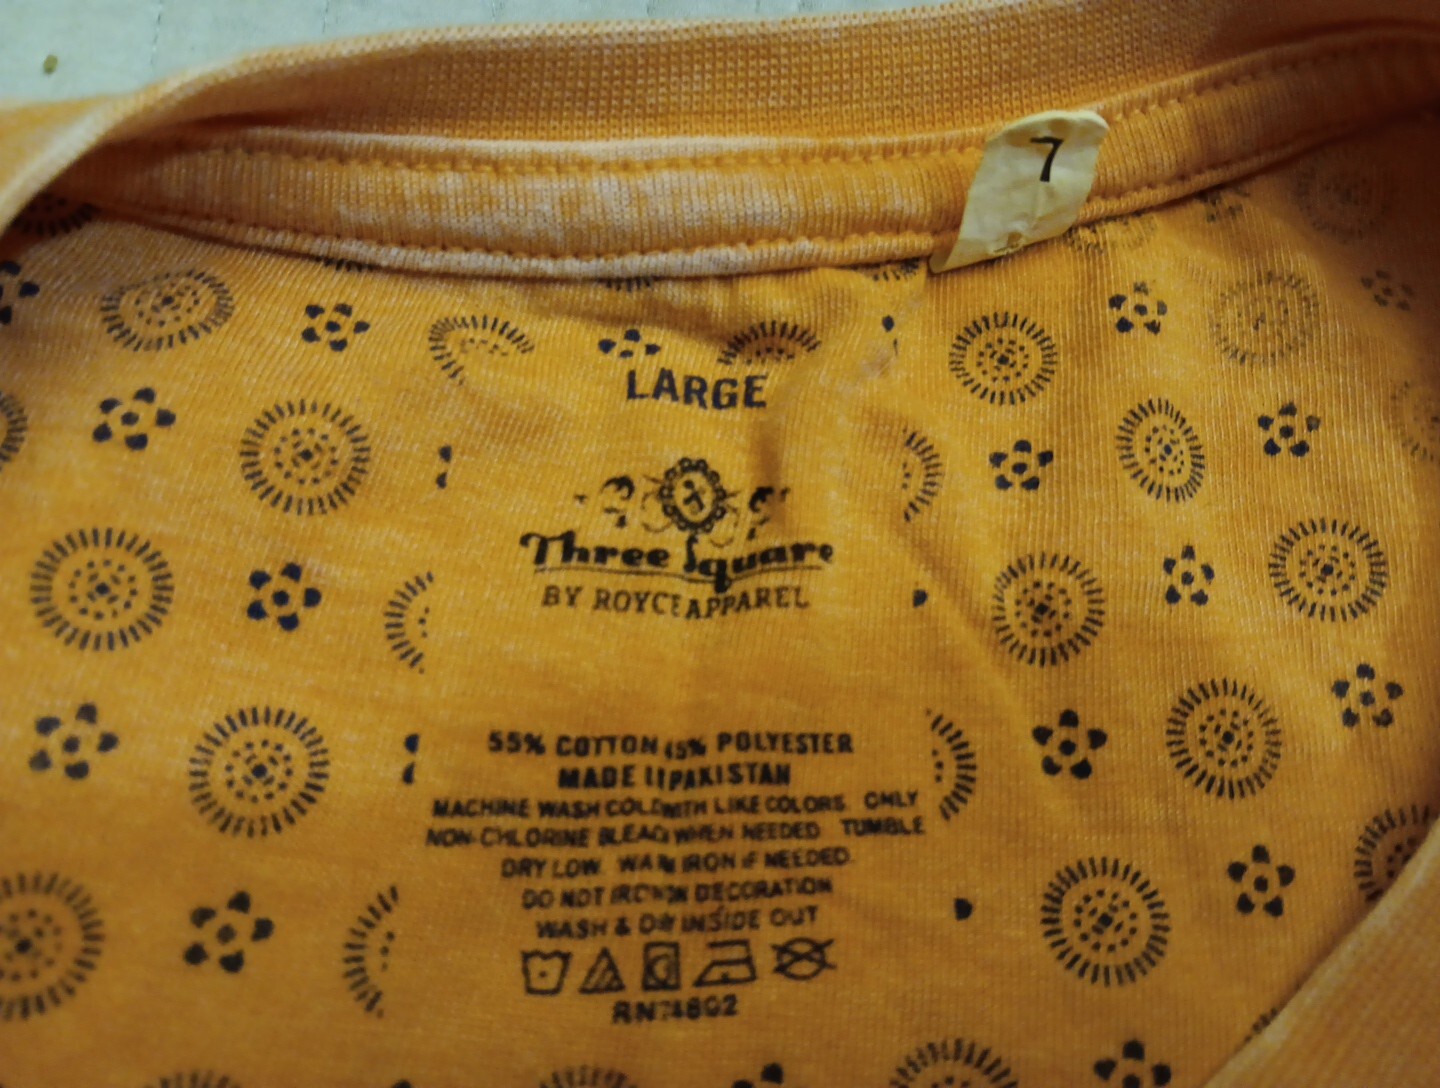 7
LARGE
Three Square
BY ROYCE APPAREL
55% COTTON 45% POLYESTER
MADE I PAKISTAN
MACHINE WASH COLD WITH LIKE COLORS. ONLY
NON-CHLORINE BLEACH WHEN NEEDED. TUMBLE
DRY LOW. WARM IRON IF NEEDED.
DO NOT IRON ON DECORATION
WASH & DRY INSIDE OUT
RN74802